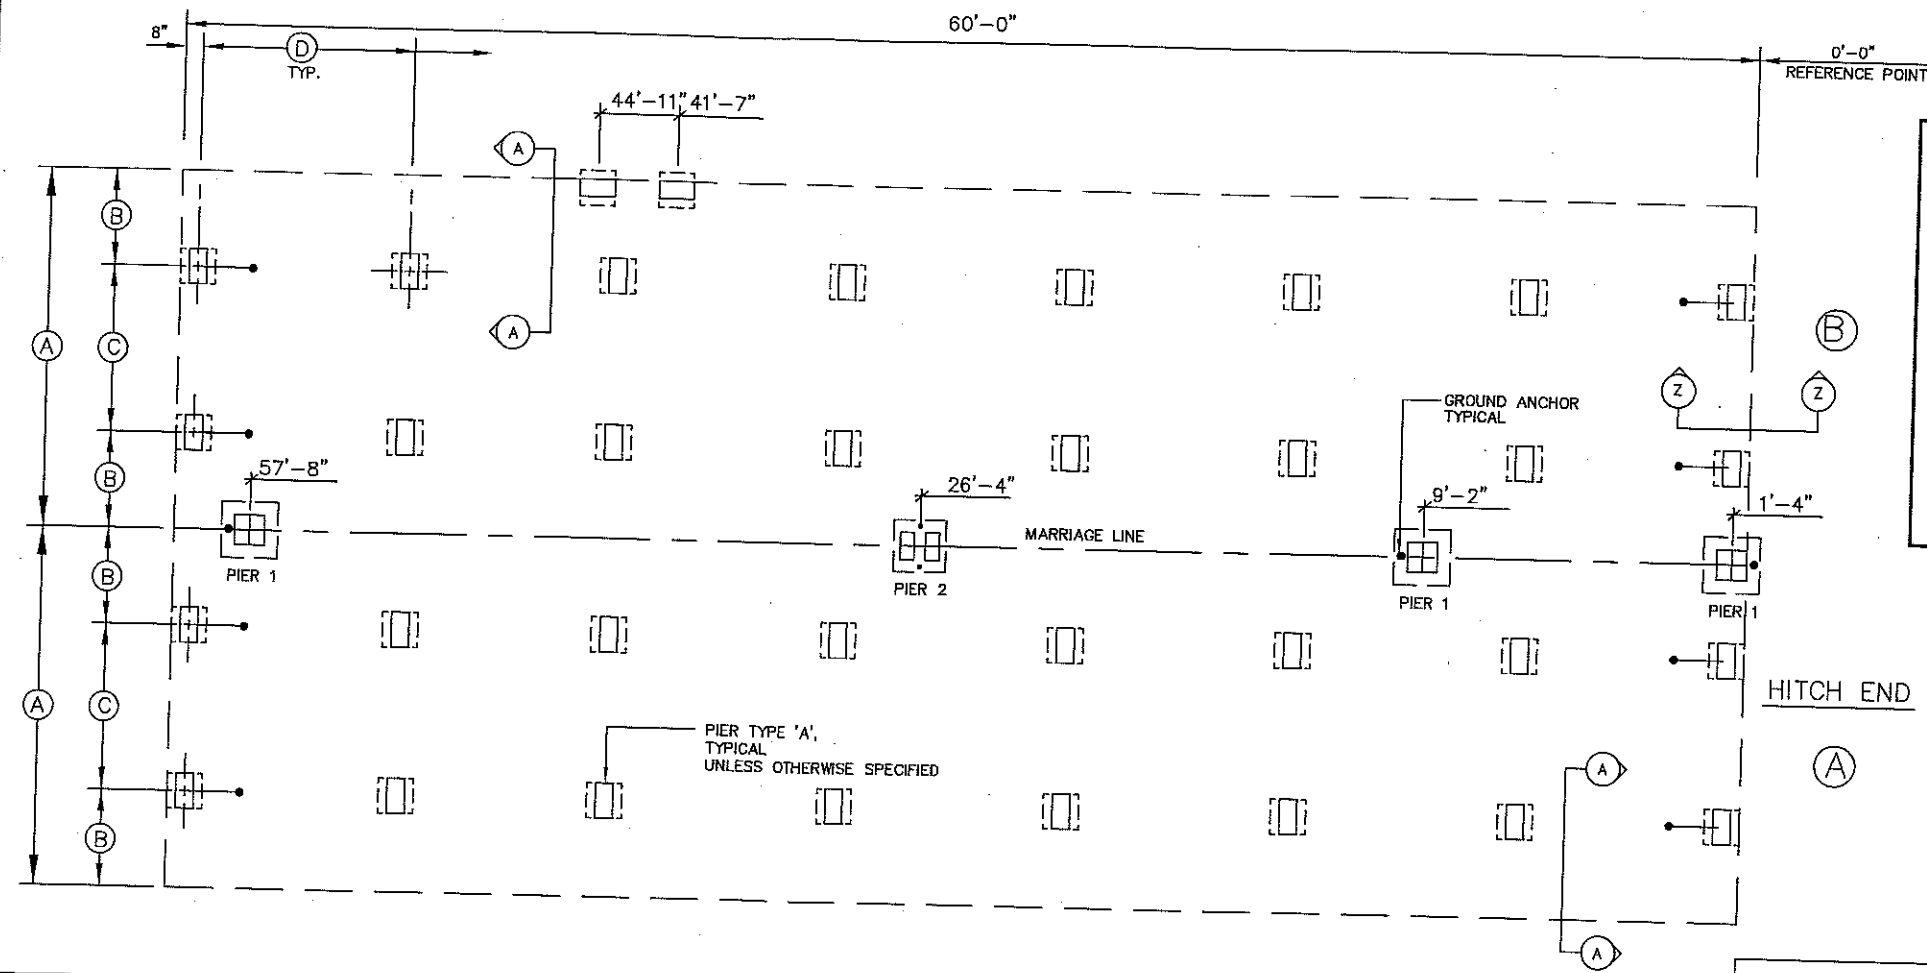 60'-0"
8"
D
TYP.
0'-0"
REFERENCE POINT
44'-11" 41'-7"
A
B
A
C
A
B
B
Z
Z
GROUND ANCHOR
TYPICAL
B
57'-8"
26'-4"
9'-2"
1'-4"
MARRIAGE LINE
PIER 1
PIER 2
PIER 1
PIER 1
B
A
C
HITCH END
PIER TYPE 'A',
TYPICAL
UNLESS OTHERWISE SPECIFIED
A
A
B
A